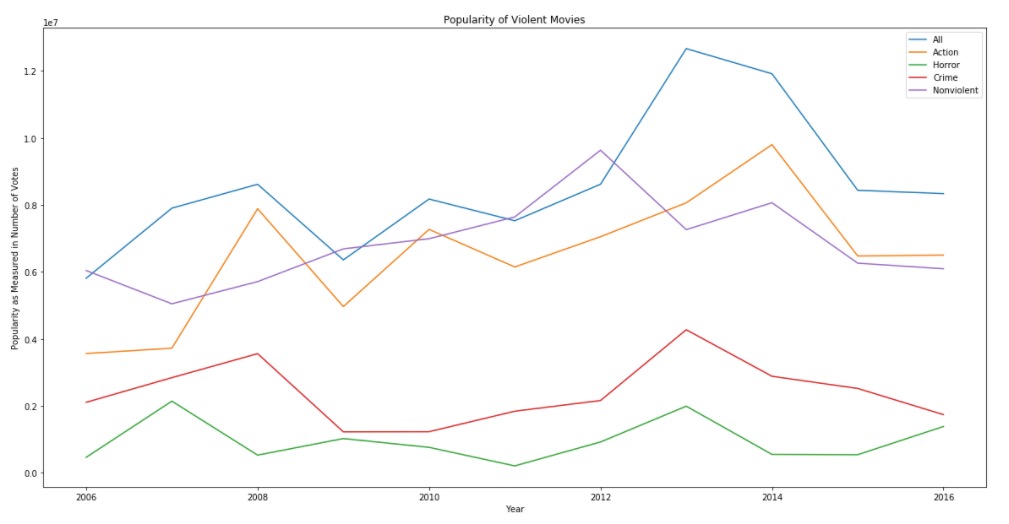 Popularity of Violent Movies
1e7
All
Action
Horror
Crime
Nonviolent
1.2
1.0
0.8
0.6
0.4
0.2
0.0
Popularity as Measured in Number of Votes
2006
2008
2010
2012
2014
2016
Year